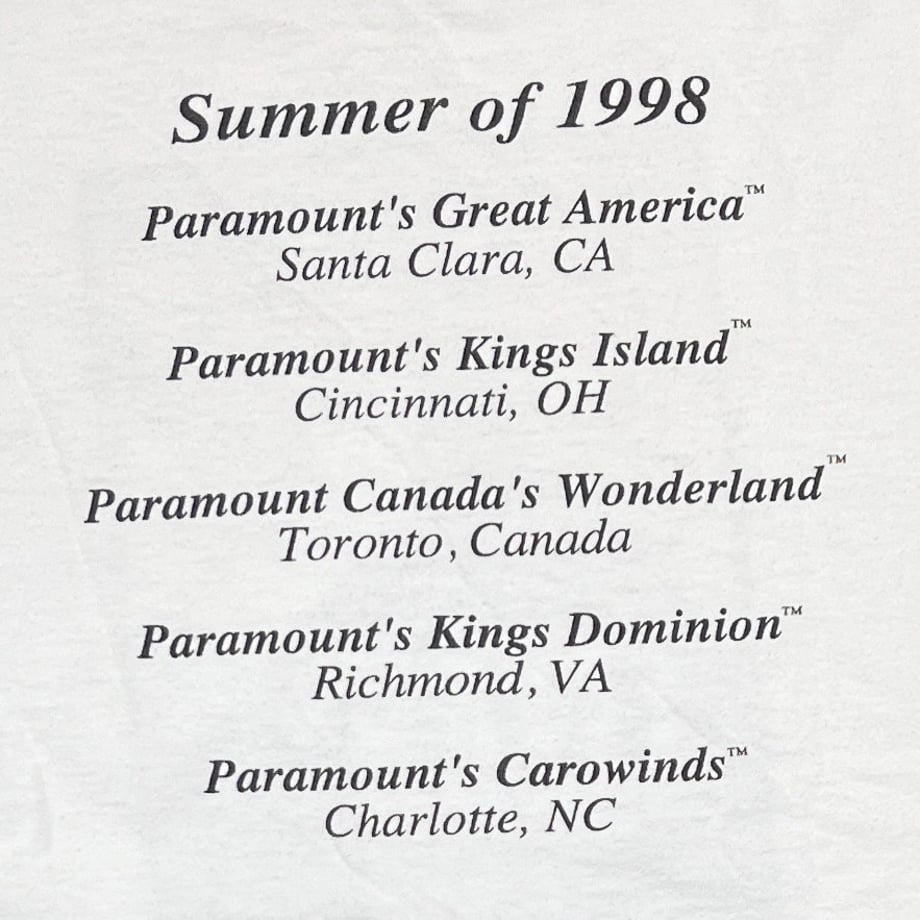 Summer of 1998
Paramount's Great America™
Santa Clara, CA
Paramount's Kings Island™
Cincinnati, OH
Paramount Canada's Wonderland™
Toronto, Canada
Paramount's Kings Dominion™
Richmond, VA
Paramount's Carowinds™
Charlotte, NC